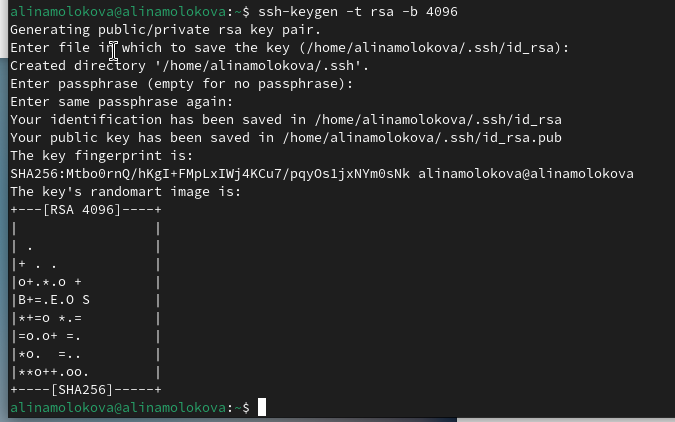 alinamolokova@alinamolokova:~$ ssh-keygen -t rsa -b 4096
Generating public/private rsa key pair.
Enter file in which to save the key (/home/alinamolokova/.ssh/id_rsa):
Created directory '/home/alinamolokova/.ssh'.
Enter passphrase (empty for no passphrase):
Enter same passphrase again:
Your identification has been saved in /home/alinamolokova/.ssh/id_rsa
Your public key has been saved in /home/alinamolokova/.ssh/id_rsa.pub
The key fingerprint is:
SHA256:Mtbo0rnQ/hKgI+FMpLxIWj4KCu7/pqyOs1jxNYm0sNk alinamolokova@alinamolokova
The key's randomart image is:
+---[RSA 4096]----+
|                 |
| .               |
|+ . .            |
|o+.*.o +         |
|B+=.E.O S        |
|*+=o *.=         |
|=o.o+ =.         |
|*o.  =..         |
|**o++.oo.        |
+----[SHA256]-----+
alinamolokova@alinamolokova:~$